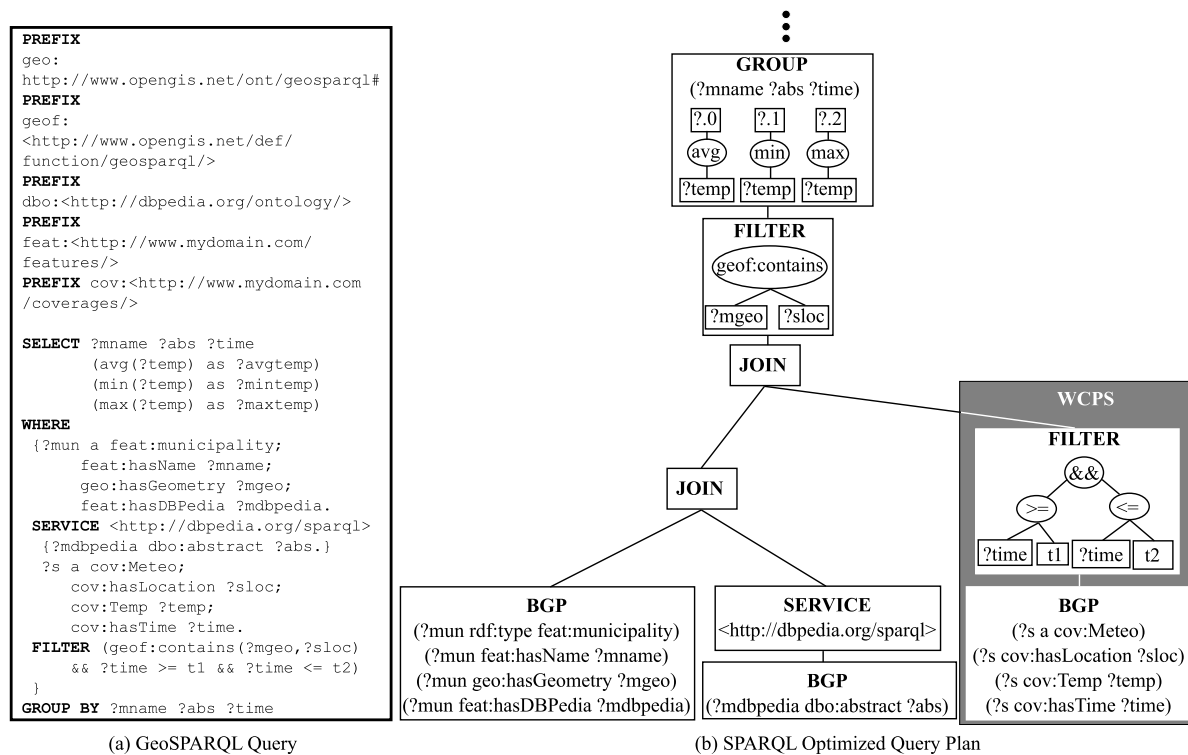 PREFIX
geo:
http://www.opengis.net/ont/geosparql#
PREFIX
geof:
<http://www.opengis.net/def/
function/geosparql/>
PREFIX
dbo:<http://dbpedia.org/ontology/>
PREFIX
feat:<http://www.mydomain.com/
features/>
PREFIX cov:<http://www.mydomain.com
/coverages/>
SELECT ?mname ?abs ?time
(avg(?temp) as ?avgtemp)
(min(?temp) as ?mintemp)
(max(?temp) as ?maxtemp)
WHERE
{?mun a feat:municipality;
feat:hasName ?mname;
geo:hasGeometry ?mgeo;
feat:hasDBPedia ?mdbpedia.
SERVICE <http://dbpedia.org/sparql>
{?mdbpedia dbo:abstract ?abs.}
?s a cov:Meteo;
cov:hasLocation ?sloc;
cov:Temp ?temp;
cov:hasTime ?time.
FILTER (geof:contains(?mgeo,?sloc)
&& ?time >= t1 && ?time <= t2)
}
GROUP BY ?mname ?abs ?time
(a) GeoSPARQL Query
GROUP
(?mname ?abs ?time)
?.0 ?.1 ?.2
avg min max
?temp ?temp ?temp
FILTER
geof:contains
?mgeo ?sloc
JOIN
JOIN
BGP
(?mun rdf:type feat:municipality)
(?mun feat:hasName ?mname)
(?mun geo:hasGeometry ?mgeo)
(?mun feat:hasDBPedia ?mdbpedia)
SERVICE
<http://dbpedia.org/sparql>
BGP
(?mdbpedia dbo:abstract ?abs)
WCPS
FILTER
&&
>= <=
?time t1 ?time t2
BGP
(?s a cov:Meteo)
(?s cov:hasLocation ?sloc)
(?s cov:Temp ?temp)
(?s cov:hasTime ?time)
(b) SPARQL Optimized Query Plan